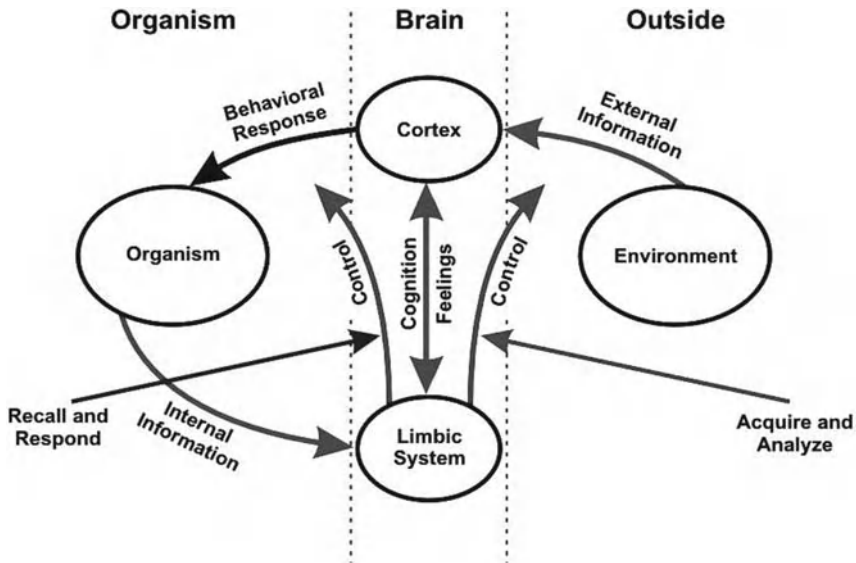 Organism
Brain
Outside
Behavioral
Response
Cortex
External
Information
Organism
Control
Cognition
Feelings
Control
Environment
Recall and
Respond
Internal
Information
Limbic
System
Acquire and
Analyze